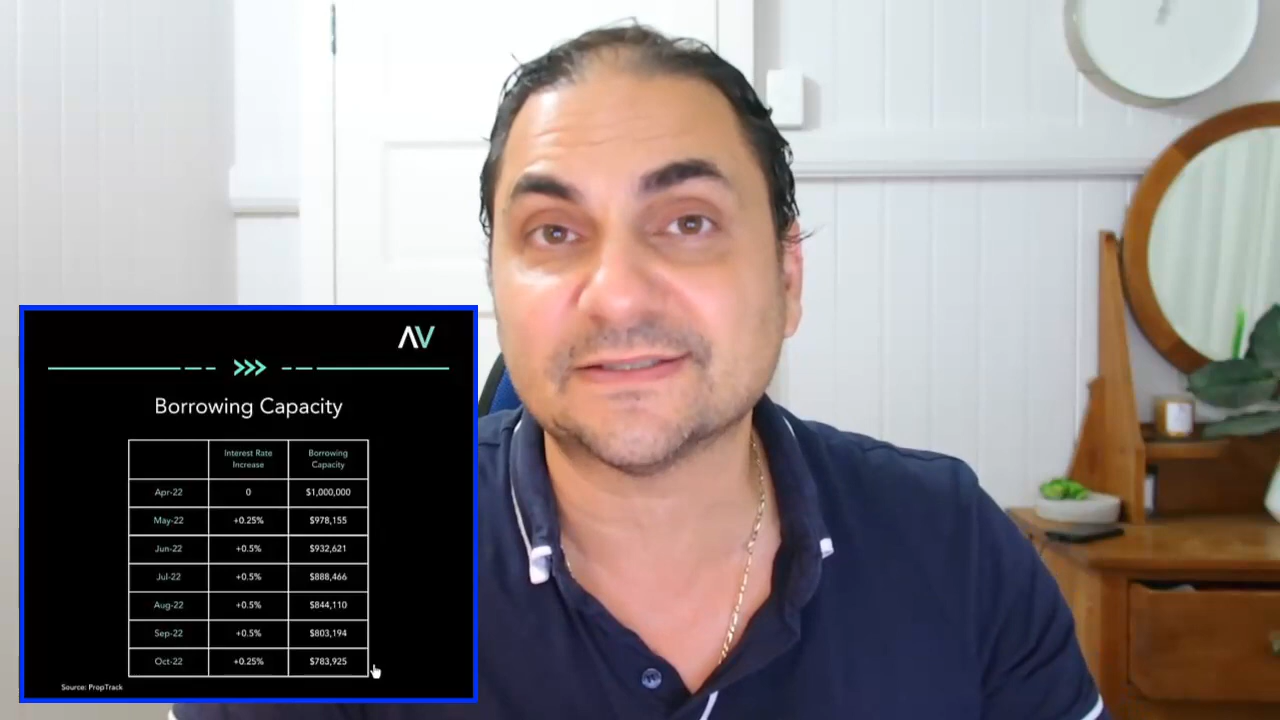 ΛV
Borrowing Capacity
Interest Rate Increase Borrowing Capacity
Apr-22 0 $1,000,000
May-22 +0.25% $978,155
Jun-22 +0.5% $932,621
Jul-22 +0.5% $888,466
Aug-22 +0.5% $844,110
Sep-22 +0.5% $803,194
Oct-22 +0.25% $783,925
Source: PropTrack